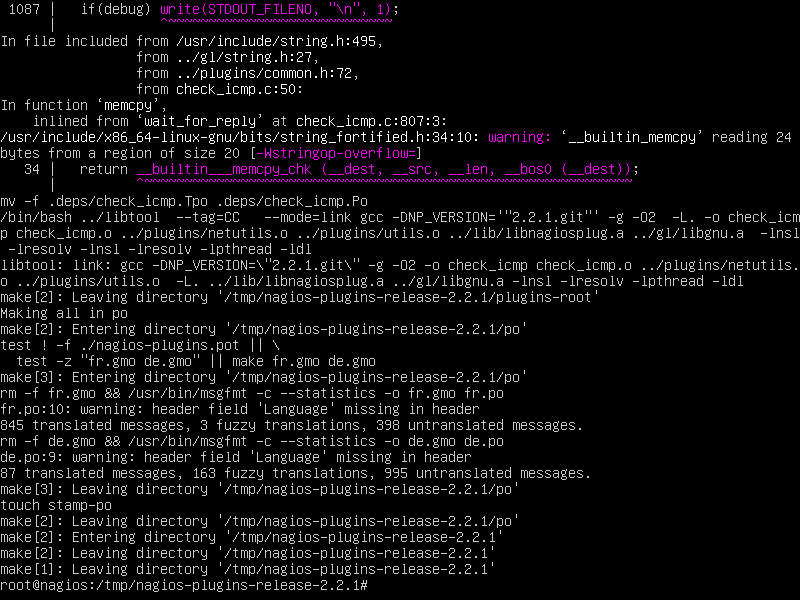 1087 |   if(debug) write(STDOUT_FILENO, "\n", 1);
      |             ^~~~~~~~~~~~~~~~~~~~~~~~~~~~
In file included from /usr/include/string.h:495,
                 from ../gl/string.h:27,
                 from ../plugins/common.h:72,
                 from check_icmp.c:50:
In function ‘memcpy’,
    inlined from ‘wait_for_reply’ at check_icmp.c:807:3:
/usr/include/x86_64-linux-gnu/bits/string_fortified.h:34:10: warning: ‘__builtin_memcpy’ reading 24
bytes from a region of size 20 [-Wstringop-overflow=]
   34 |   return __builtin___memcpy_chk (__dest, __src, __len, __bos0 (__dest));
      |          ^~~~~~~~~~~~~~~~~~~~~~~~~~~~~~~~~~~~~~~~~~~~~~~~~~~~~~~~~~~~~~
mv -f .deps/check_icmp.Tpo .deps/check_icmp.Po
/bin/bash ../libtool  --tag=CC   --mode=link gcc -DNP_VERSION='"2.2.1.git"' -g -O2  -L. -o check_icm
p check_icmp.o ../plugins/netutils.o ../plugins/utils.o ../lib/libnagiosplug.a ../gl/libgnu.a  -lnsl
 -lresolv -lnsl -lresolv -lpthread -ldl
libtool: link: gcc -DNP_VERSION=\"2.2.1.git\" -g -O2 -o check_icmp check_icmp.o ../plugins/netutils.
o ../plugins/utils.o  -L. ../lib/libnagiosplug.a ../gl/libgnu.a -lnsl -lresolv -lpthread -ldl
make[2]: Leaving directory '/tmp/nagios-plugins-release-2.2.1/plugins-root'
Making all in po
make[2]: Entering directory '/tmp/nagios-plugins-release-2.2.1/po'
test ! -f ./nagios-plugins.pot || \
  test -z "fr.gmo de.gmo" || make fr.gmo de.gmo
make[3]: Entering directory '/tmp/nagios-plugins-release-2.2.1/po'
rm -f fr.gmo && /usr/bin/msgfmt -c --statistics -o fr.gmo fr.po
fr.po:10: warning: header field 'Language' missing in header
845 translated messages, 3 fuzzy translations, 398 untranslated messages.
rm -f de.gmo && /usr/bin/msgfmt -c --statistics -o de.gmo de.po
de.po:9: warning: header field 'Language' missing in header
87 translated messages, 163 fuzzy translations, 995 untranslated messages.
make[3]: Leaving directory '/tmp/nagios-plugins-release-2.2.1/po'
touch stamp-po
make[2]: Leaving directory '/tmp/nagios-plugins-release-2.2.1/po'
make[2]: Entering directory '/tmp/nagios-plugins-release-2.2.1'
make[2]: Leaving directory '/tmp/nagios-plugins-release-2.2.1'
make[1]: Leaving directory '/tmp/nagios-plugins-release-2.2.1'
root@nagios:/tmp/nagios-plugins-release-2.2.1#